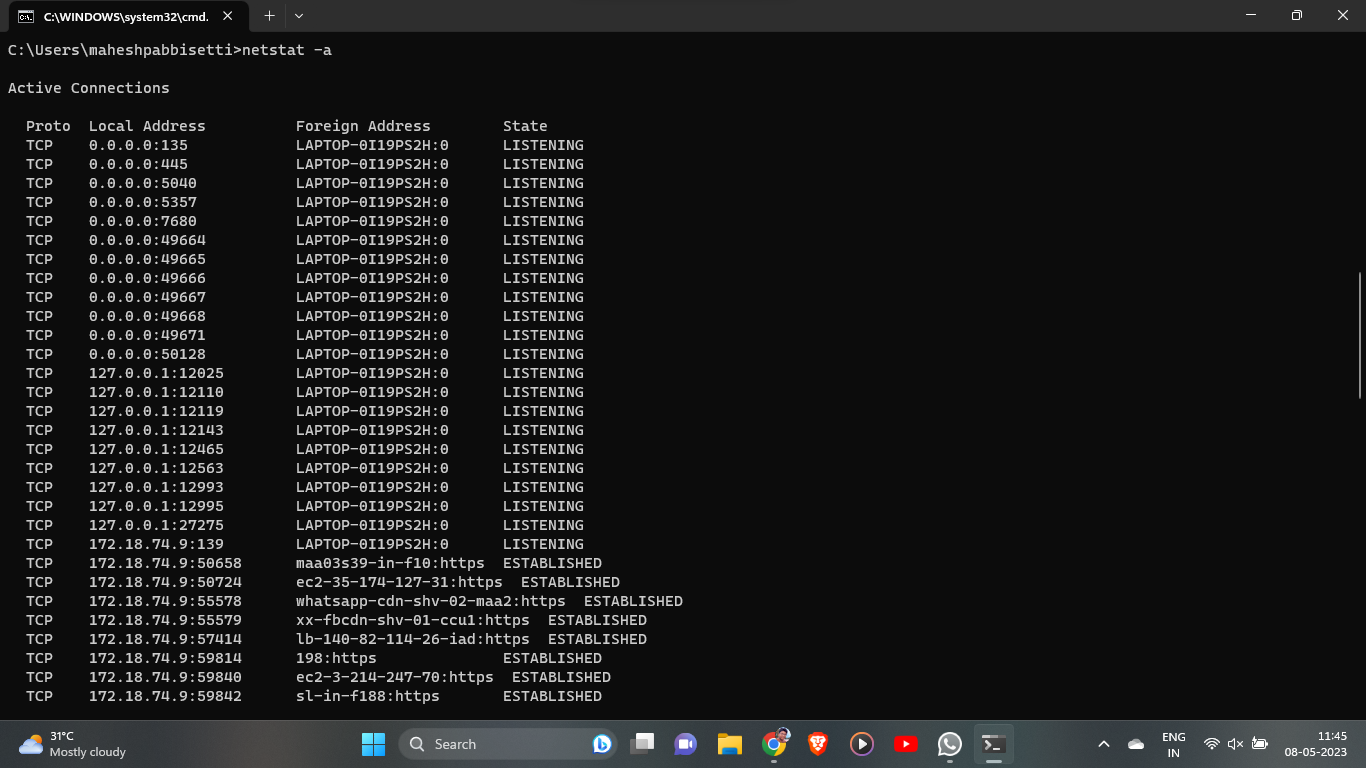 C:\WINDOWS\system32\cmd.
C:\Users\maheshpabbisetti>netstat -a
Active Connections
Proto  Local Address          Foreign Address        State
TCP    0.0.0.0:135            LAPTOP-0I19PS2H:0      LISTENING
TCP    0.0.0.0:445            LAPTOP-0I19PS2H:0      LISTENING
TCP    0.0.0.0:5040           LAPTOP-0I19PS2H:0      LISTENING
TCP    0.0.0.0:5357           LAPTOP-0I19PS2H:0      LISTENING
TCP    0.0.0.0:7680           LAPTOP-0I19PS2H:0      LISTENING
TCP    0.0.0.0:49664          LAPTOP-0I19PS2H:0      LISTENING
TCP    0.0.0.0:49665          LAPTOP-0I19PS2H:0      LISTENING
TCP    0.0.0.0:49666          LAPTOP-0I19PS2H:0      LISTENING
TCP    0.0.0.0:49667          LAPTOP-0I19PS2H:0      LISTENING
TCP    0.0.0.0:49668          LAPTOP-0I19PS2H:0      LISTENING
TCP    0.0.0.0:49671          LAPTOP-0I19PS2H:0      LISTENING
TCP    0.0.0.0:50128          LAPTOP-0I19PS2H:0      LISTENING
TCP    127.0.0.1:12025        LAPTOP-0I19PS2H:0      LISTENING
TCP    127.0.0.1:12110        LAPTOP-0I19PS2H:0      LISTENING
TCP    127.0.0.1:12119        LAPTOP-0I19PS2H:0      LISTENING
TCP    127.0.0.1:12143        LAPTOP-0I19PS2H:0      LISTENING
TCP    127.0.0.1:12465        LAPTOP-0I19PS2H:0      LISTENING
TCP    127.0.0.1:12563        LAPTOP-0I19PS2H:0      LISTENING
TCP    127.0.0.1:12993        LAPTOP-0I19PS2H:0      LISTENING
TCP    127.0.0.1:12995        LAPTOP-0I19PS2H:0      LISTENING
TCP    127.0.0.1:27275        LAPTOP-0I19PS2H:0      LISTENING
TCP    172.18.74.9:139        LAPTOP-0I19PS2H:0      LISTENING
TCP    172.18.74.9:50658      maa03s39-in-f10:https  ESTABLISHED
TCP    172.18.74.9:50724      ec2-35-174-127-31:https  ESTABLISHED
TCP    172.18.74.9:55578      whatsapp-cdn-shv-02-maa2:https  ESTABLISHED
TCP    172.18.74.9:55579      xx-fbcdn-shv-01-ccu1:https  ESTABLISHED
TCP    172.18.74.9:57414      lb-140-82-114-26-iad:https  ESTABLISHED
TCP    172.18.74.9:59814      198:https              ESTABLISHED
TCP    172.18.74.9:59840      ec2-3-214-247-70:https  ESTABLISHED
TCP    172.18.74.9:59842      sl-in-f188:https       ESTABLISHED
31°C
Mostly cloudy
Search
ENG
IN
11:45
08-05-2023